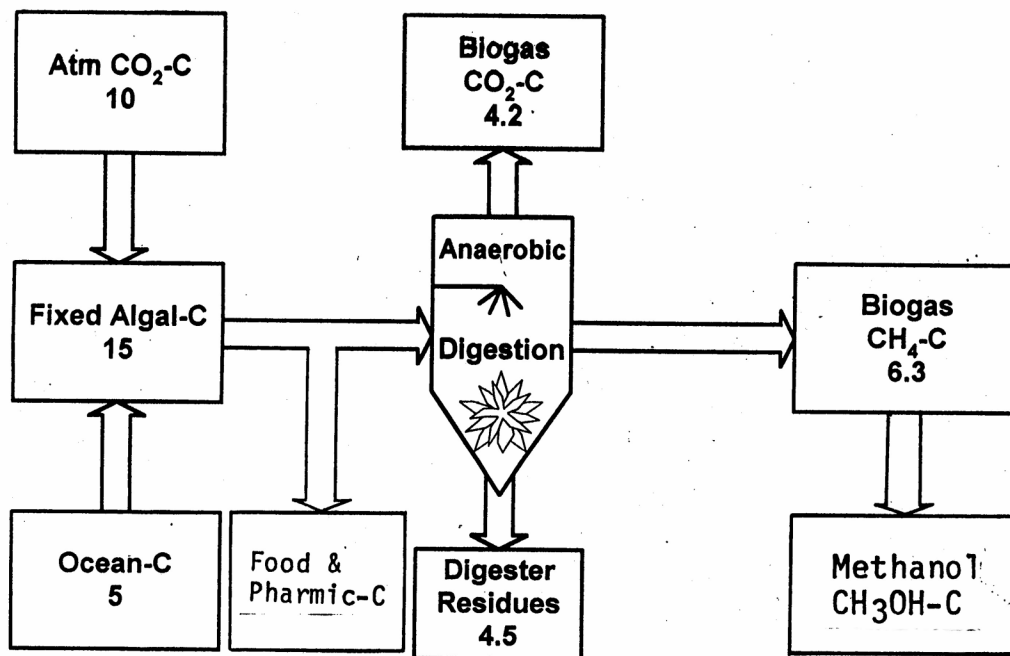 Atm CO₂-C
10
Biogas
CO₂-C
4.2
Anaerobic
Digestion
Fixed Algal-C
15
Biogas
CH₄-C
6.3
Ocean-C
5
Food &
Pharmic-C
Digester
Residues
4.5
Methanol
CH₃OH-C